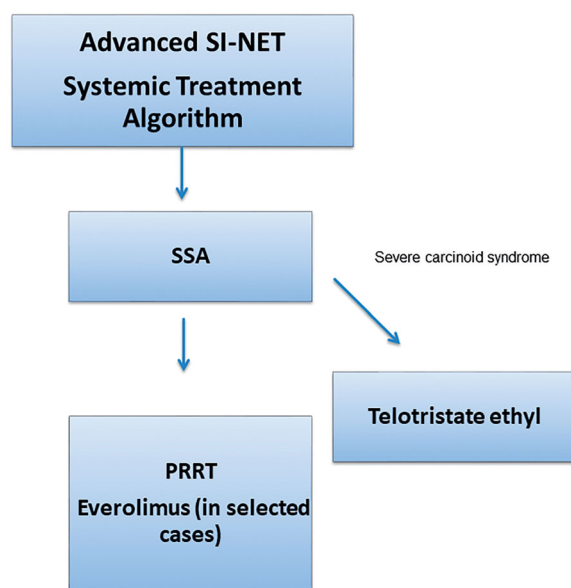 Advanced SI-NET
Systemic Treatment
Algorithm
SSA
Severe carcinoid syndrome
Telotristate ethyl
PRRT
Everolimus (in selected
cases)